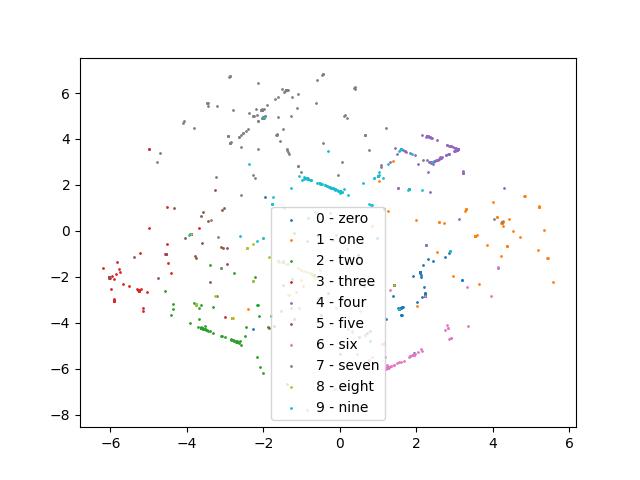 6
4
2
0
−2
−4
−6
−8
0 - zero
1 - one
2 - two
3 - three
4 - four
5 - five
6 - six
7 - seven
8 - eight
9 - nine
−6 −4 −2 0 2 4 6